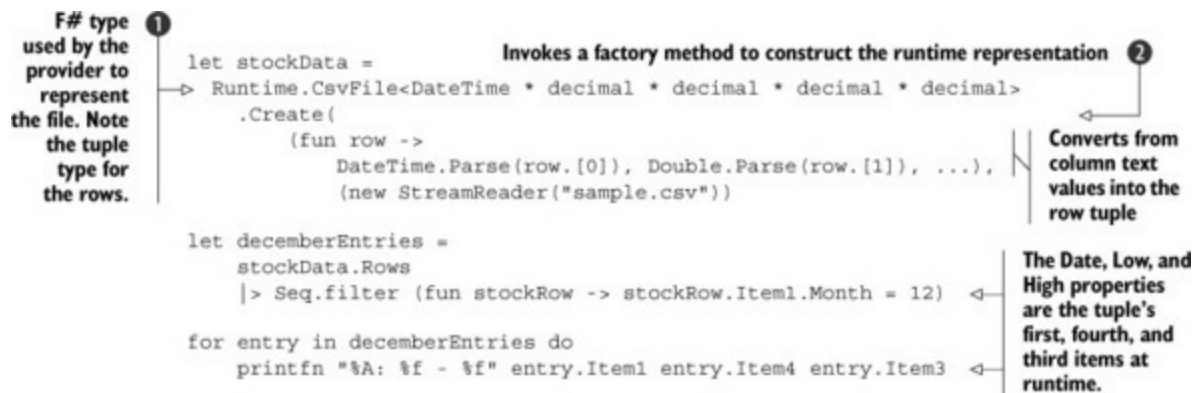 F# type
used by the
provider to
represent
the file. Note
the tuple
type for
the rows.
1
Invokes a factory method to construct the runtime representation 2
let stockData =
Runtime.CsvFile<DateTime * decimal * decimal * decimal * decimal>
.Create(
(fun row ->
DateTime.Parse(row.[0]), Double.Parse(row.[1]), ...),
(new StreamReader("sample.csv"))
Converts from
column text
values into the
row tuple
let decemberEntries =
stockData.Rows
|> Seq.filter (fun stockRow -> stockRow.Item1.Month = 12)
for entry in decemberEntries do
printfn "%A: %f - %f" entry.Item1 entry.Item4 entry.Item3
The Date, Low, and
High properties
are the tuple's
first, fourth, and
third items at
runtime.